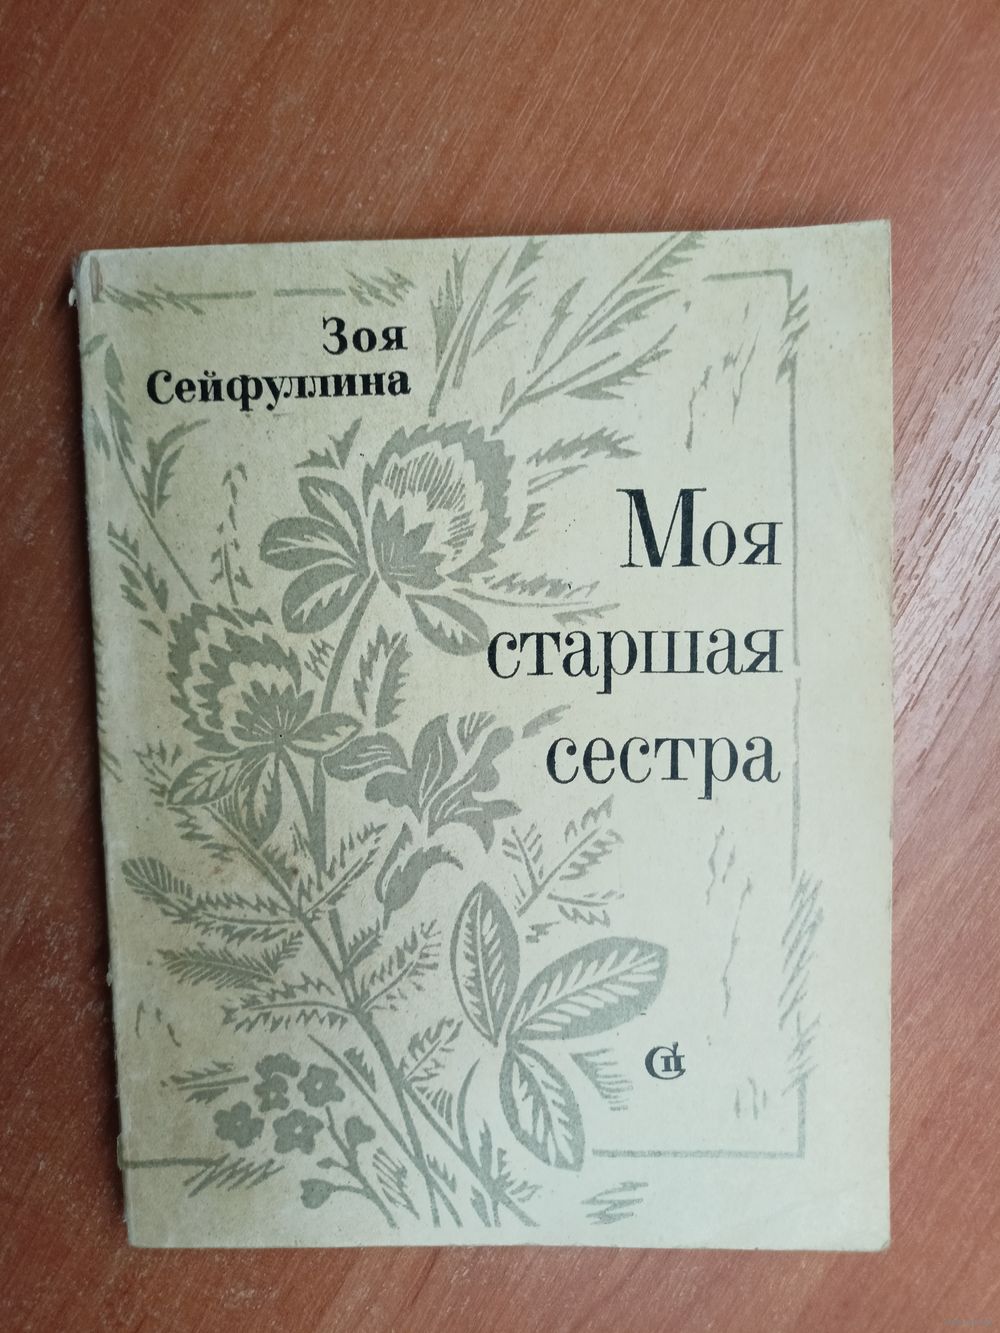 Зоя
Сейфуллина
Моя
старшая
сестра